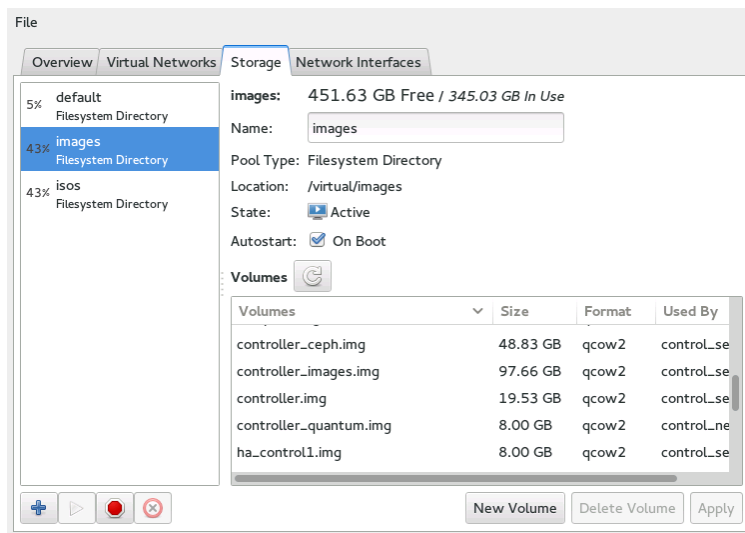 File
Overview Virtual Networks Storage Network Interfaces
5% default
Filesystem Directory
43% images
Filesystem Directory
43% isos
Filesystem Directory
images: 451.63 GB Free / 345.03 GB In Use
Name: images
Pool Type: Filesystem Directory
Location: /virtual/images
State: Active
Autostart: On Boot
Volumes
Volumes Size Format Used By
controller_ceph.img 48.83 GB qcow2 control_se
controller_images.img 97.66 GB qcow2 control_se
controller.img 19.53 GB qcow2 control_se
controller_quantum.img 8.00 GB qcow2 control_ne
ha_control1.img 8.00 GB qcow2 control_se
New Volume Delete Volume Apply